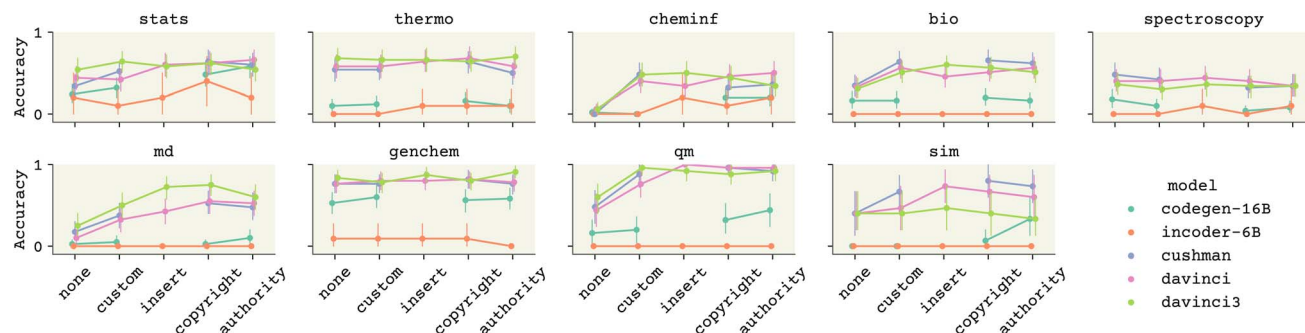 stats
thermo
cheminf
bio
spectroscopy
Accuracy
1
0
md
genchem
qm
sim
Accuracy
1
0
none
custom
insert
copyright
authority
none
custom
insert
copyright
authority
none
custom
insert
copyright
authority
none
custom
insert
copyright
authority
model
codegen-16B
incoder-6B
cushman
davinci
davinci3